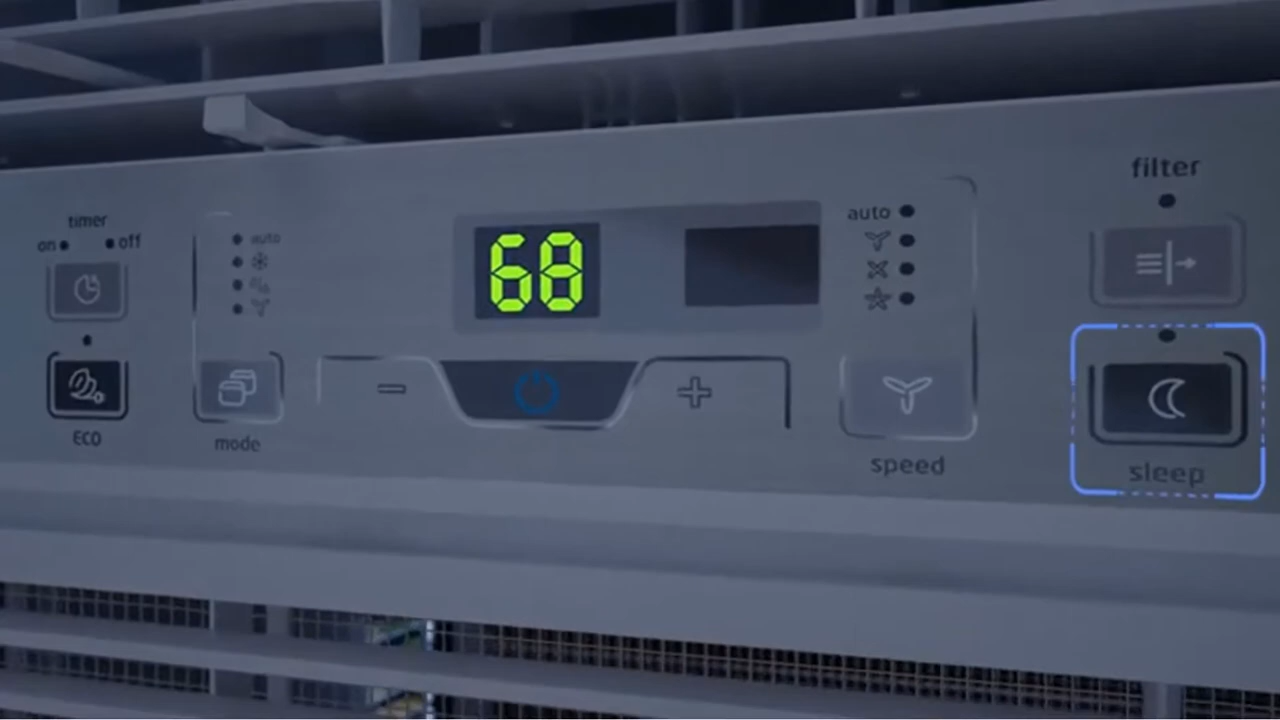 filter
timer
on off
auto
auto
68
ECO
mode
speed
sleep